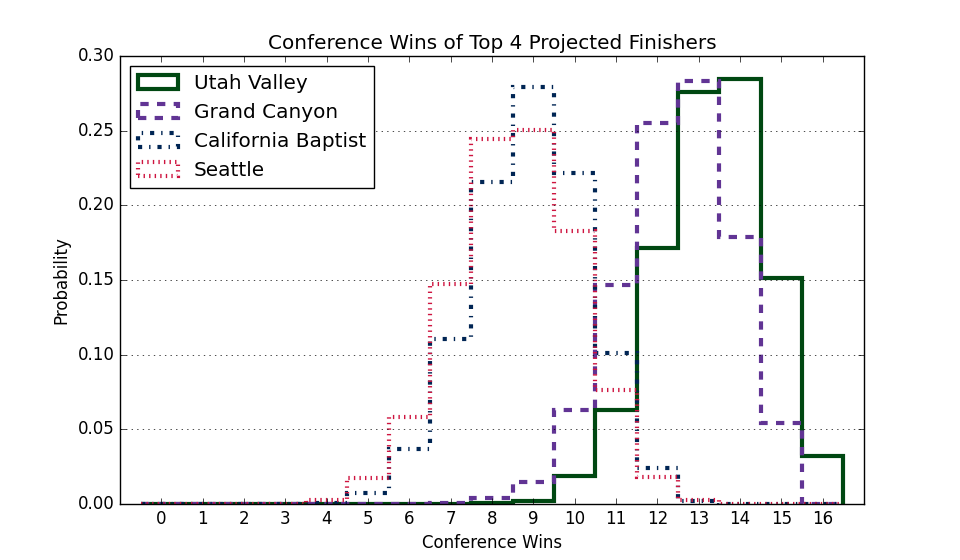 Conference Wins of Top 4 Projected Finishers
Utah Valley
Grand Canyon
California Baptist
Seattle
0.30
0.25
0.20
0.15
0.10
0.05
0.00
Probability
0 1 2 3 4 5 6 7 8 9 10 11 12 13 14 15 16
Conference Wins